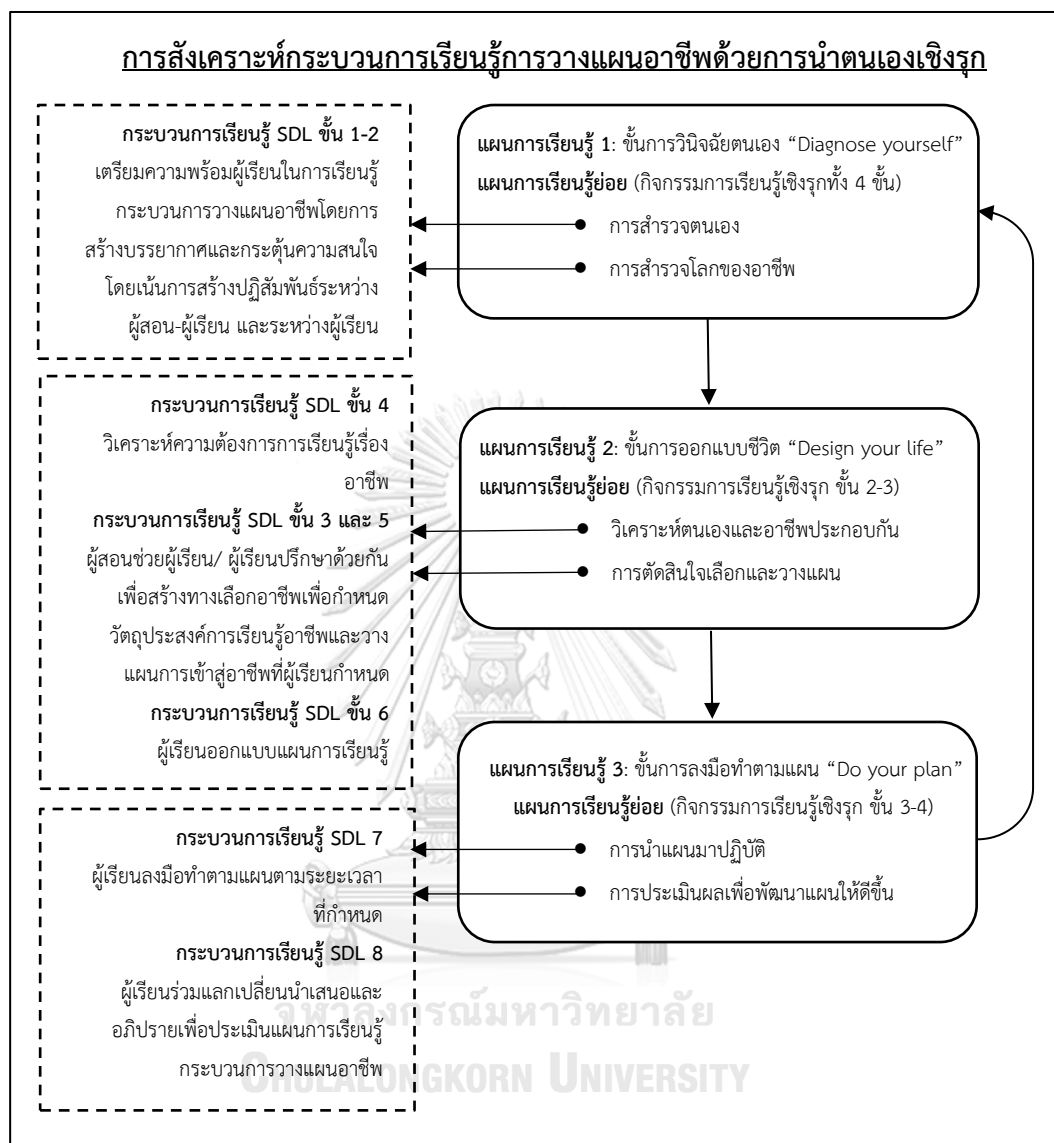 การสังเคราะห์กระบวนการเรียนรู้การวางแผนอาชีพด้วยการนำตนเองเชิงรุก
กระบวนการเรียนรู้ SDL ขั้น 1-2
เตรียมความพร้อมผู้เรียนในการเรียนรู้
กระบวนการวางแผนอาชีพโดยการ
สร้างบรรยากาศและกระตุ้นความสนใจ
โดยเน้นการสร้างปฏิสัมพันธ์ระหว่าง
ผู้สอน-ผู้เรียน และระหว่างผู้เรียน
แผนการเรียนรู้ 1: ขั้นการวินิจฉัยตนเอง “Diagnose yourself”
แผนการเรียนรู้ย่อย (กิจกรรมการเรียนรู้เชิงรุกทั้ง 4 ขั้น)
● การสำรวจตนเอง
● การสำรวจโลกของอาชีพ
กระบวนการเรียนรู้ SDL ขั้น 4
วิเคราะห์ความต้องการการเรียนรู้เรื่อง
อาชีพ
กระบวนการเรียนรู้ SDL ขั้น 3 และ 5
ผู้สอนช่วยผู้เรียน/ ผู้เรียนปรึกษาด้วยกัน
เพื่อสร้างทางเลือกอาชีพเพื่อกำหนด
วัตถุประสงค์การเรียนรู้อาชีพและวาง
แผนการเข้าสู่อาชีพที่ผู้เรียนกำหนด
กระบวนการเรียนรู้ SDL ขั้น 6
ผู้เรียนออกแบบแผนการเรียนรู้
แผนการเรียนรู้ 2: ขั้นการออกแบบชีวิต “Design your life”
แผนการเรียนรู้ย่อย (กิจกรรมการเรียนรู้เชิงรุก ขั้น 2-3)
● วิเคราะห์ตนเองและอาชีพประกอบกัน
● การตัดสินใจเลือกและวางแผน
แผนการเรียนรู้ 3: ขั้นการลงมือทำตามแผน “Do your plan”
แผนการเรียนรู้ย่อย (กิจกรรมการเรียนรู้เชิงรุก ขั้น 3-4)
● การนำแผนมาปฏิบัติ
● การประเมินผลเพื่อพัฒนาแผนให้ดีขึ้น
กระบวนการเรียนรู้ SDL 7
ผู้เรียนลงมือทำตามแผนตามระยะเวลา
ที่กำหนด
กระบวนการเรียนรู้ SDL 8
ผู้เรียนร่วมแลกเปลี่ยนนำเสนอและ
อภิปรายเพื่อประเมินแผนการเรียนรู้
กระบวนการวางแผนอาชีพ
จุฬาลงกรณ์มหาวิทยาลัย
CHULALONGKORN UNIVERSITY